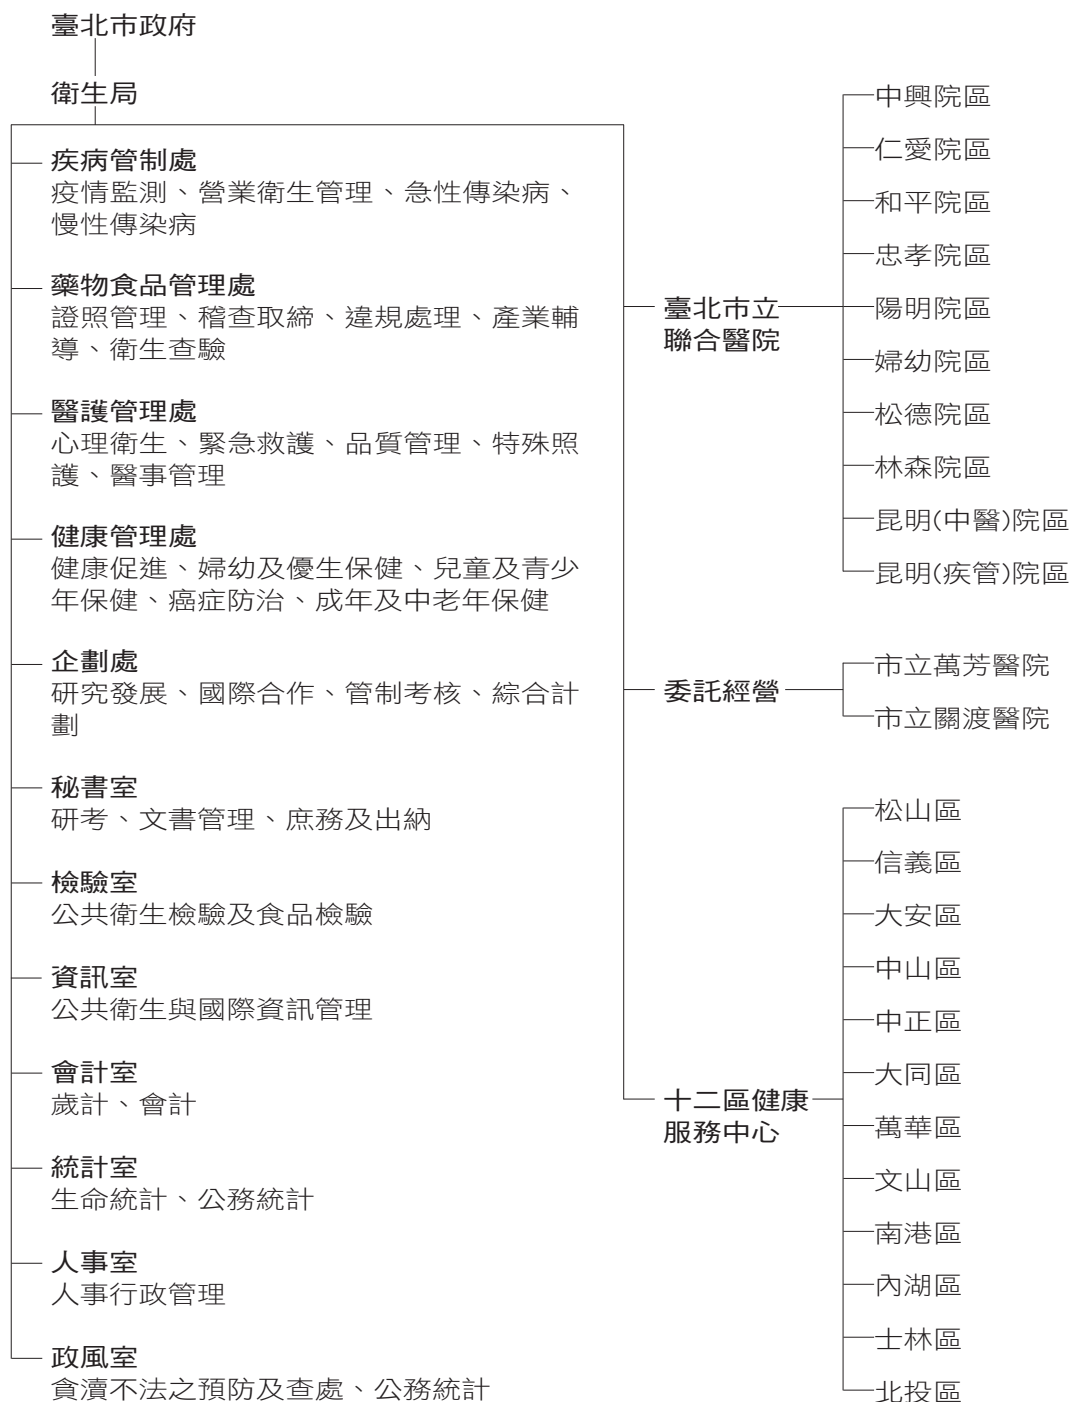 臺北市政府
衛生局
疾病管制處
疫情監測、營業衛生管理、急性傳染病、
慢性傳染病
藥物食品管理處
證照管理、稽查取締、違規處理、產業輔
導、衛生查驗
醫護管理處
心理衛生、緊急救護、品質管理、特殊照
護、醫事管理
健康管理處
健康促進、婦幼及優生保健、兒童及青少
年保健、癌症防治、成年及中老年保健
企劃處
研究發展、國際合作、管制考核、綜合計
劃
秘書室
研考、文書管理、庶務及出納
檢驗室
公共衛生檢驗及食品檢驗
資訊室
公共衛生與國際資訊管理
會計室
歲計、會計
統計室
生命統計、公務統計
人事室
人事行政管理
政風室
貪瀆不法之預防及查處、公務統計
臺北市立
聯合醫院
中興院區
仁愛院區
和平院區
忠孝院區
陽明院區
婦幼院區
松德院區
林森院區
昆明(中醫)院區
昆明(疾管)院區
委託經營
市立萬芳醫院
市立關渡醫院
十二區健康
服務中心
松山區
信義區
大安區
中山區
中正區
大同區
萬華區
文山區
南港區
內湖區
士林區
北投區